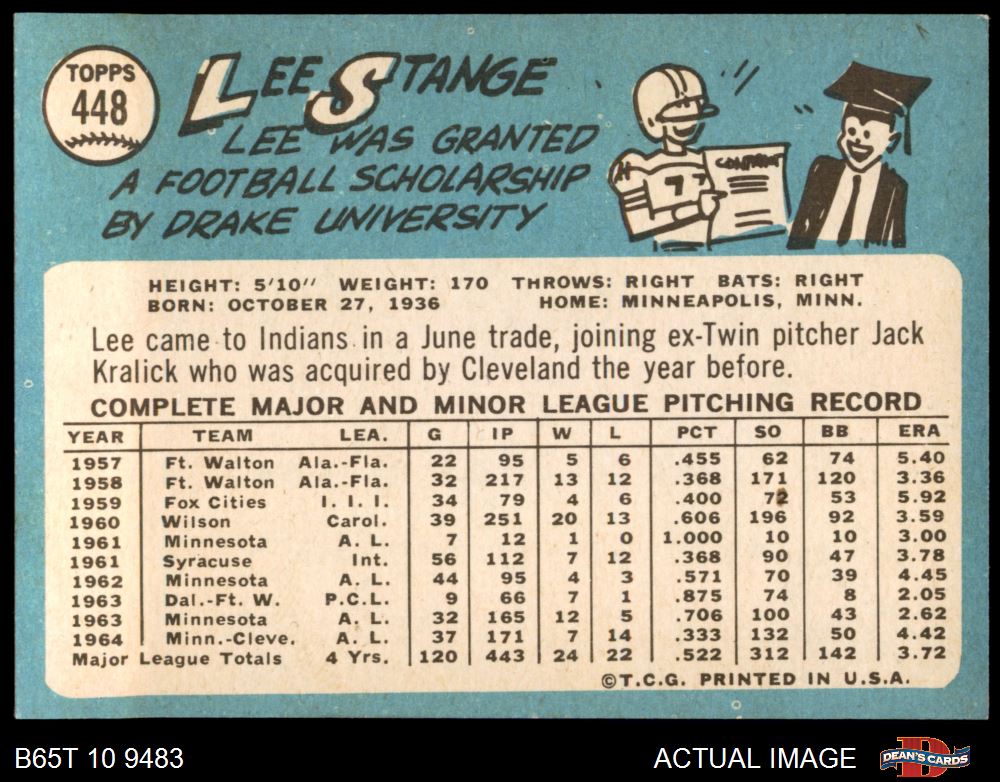 TOPPS
448
LEE STANGE
LEE WAS GRANTED
A FOOTBALL SCHOLARSHIP
BY DRAKE UNIVERSITY
CONTRACT
77
HEIGHT: 5'10" WEIGHT: 170 THROWS: RIGHT BATS: RIGHT
BORN: OCTOBER 27, 1936 HOME: MINNEAPOLIS, MINN.
Lee came to Indians in a June trade, joining ex-Twin pitcher Jack
Kralick who was acquired by Cleveland the year before.
COMPLETE MAJOR AND MINOR LEAGUE PITCHING RECORD
YEAR TEAM LEA. G IP W L PCT SO BB ERA
1957 Ft. Walton Ala.-Fla. 22 95 5 6 .455 62 74 5.40
1958 Ft. Walton Ala.-Fla. 32 217 13 12 .368 171 120 3.36
1959 Fox Cities I. I. I. 34 79 4 6 .400 72 53 5.92
1960 Wilson Carol. 39 251 20 13 .606 196 92 3.59
1961 Minnesota A. L. 7 12 1 0 1.000 10 10 3.00
1961 Syracuse Int. 56 112 7 12 .368 90 47 3.78
1962 Minnesota A. L. 44 95 4 3 .571 70 39 4.45
1963 Dal.-Ft. W. P.C.L. 9 66 7 1 .875 74 8 2.05
1963 Minnesota A. L. 32 165 12 5 .706 100 43 2.62
1964 Minn.-Cleve. A. L. 37 171 7 14 .333 132 50 4.42
Major League Totals 4 Yrs. 120 443 24 22 .522 312 142 3.72
©T.C.G. PRINTED IN U.S.A.
B65T 10 9483 ACTUAL IMAGE DEAN'S CARDS